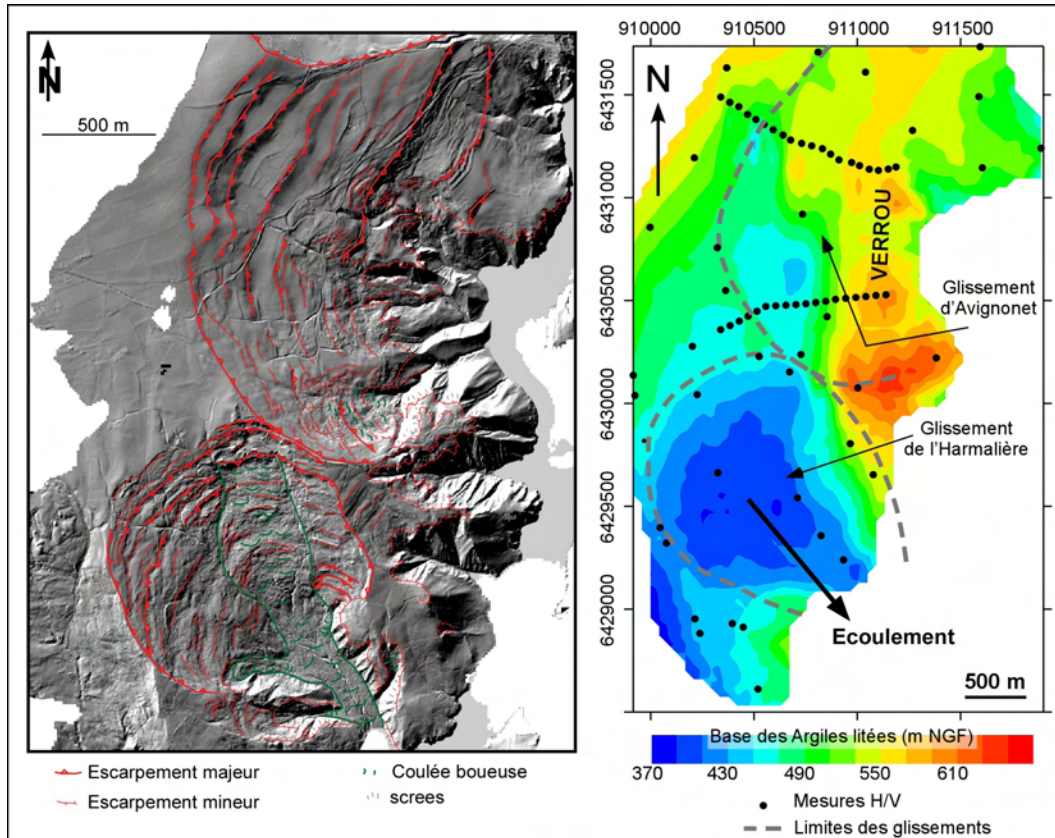 N
500 m
Escarpement majeur
Escarpement mineur
Coulée boueuse
screes
910000 910500 911000 911500
6431500
6431000
6430500
6430000
6429500
6429000
N
VERROU
Glissement
d'Avignonet
Glissement
de l'Harmalière
Ecoulement
500 m
Base des Argiles litées (m NGF)
370 430 490 550 610
Mesures H/V
Limites des glissements